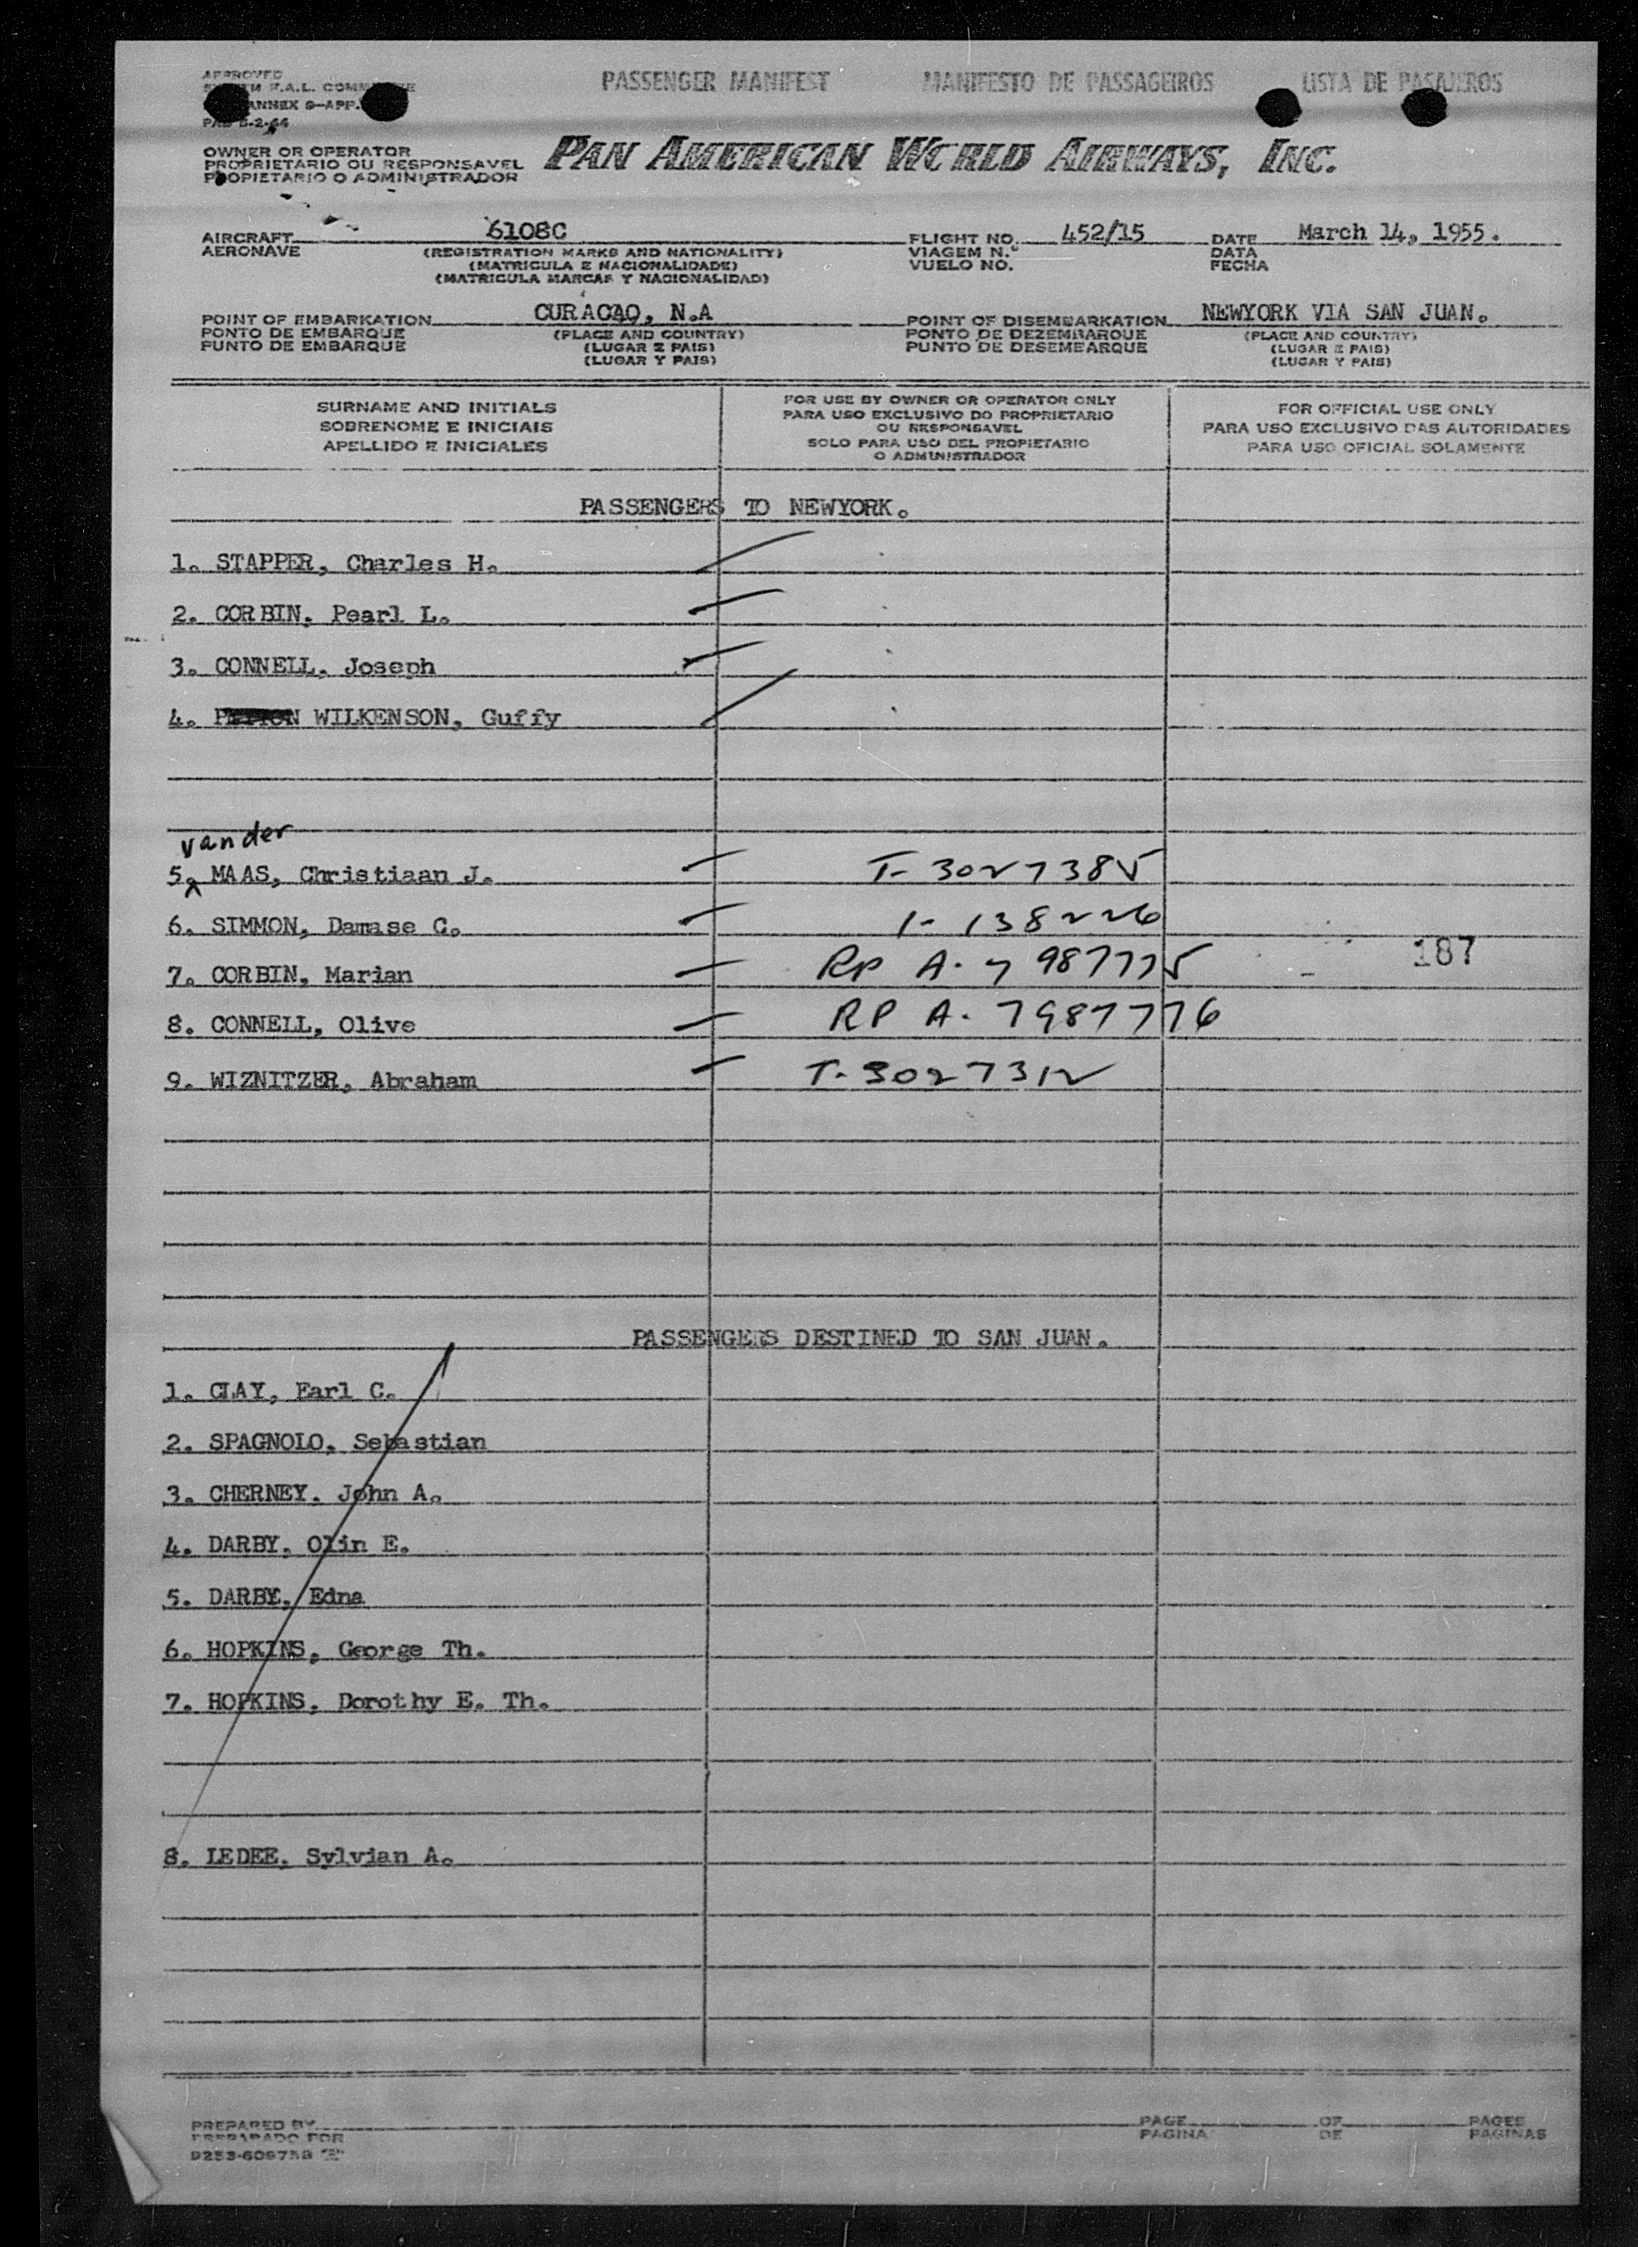 PASSENGER MANIFEST MANIFESTO DE PASSAGEIROS LISTA DE PASAJEROS
APPROVED
F.A.L.
ANNEX 9-APP.
OWNER OR OPERATOR
PROPRIETARIO OU RESPONSAVEL
PROPIETARIO O ADMINISTRADOR
PAN AMERICAN WORLD AIRWAYS, INC.
AIRCRAFT 6108C FLIGHT NO. 452/15 DATE March 14, 1955.
AERONAVE (REGISTRATION MARKS AND NATIONALITY) VIAGEM N.º DATA
(MATRICULA E NACIONALIDADE) VUELO NO. FECHA
(MATRICULA MARCAS Y NACIONALIDAD)
POINT OF EMBARKATION CURACAO, N.A POINT OF DISEMBARKATION NEWYORK VIA SAN JUAN.
PONTO DE EMBARQUE (PLACE AND COUNTRY) PONTO DE DEZEMBARQUE (PLACE AND COUNTRY)
PUNTO DE EMBARQUE (LUGAR E PAIS) PUNTO DE DESEMBARQUE (LUGAR E PAIS)
(LUGAR Y PAIS) (LUGAR Y PAIS)
SURNAME AND INITIALS
SOBRENOME E INICIAIS
APELLIDO E INICIALES
FOR USE BY OWNER OR OPERATOR ONLY
PARA USO EXCLUSIVO DO PROPRIETARIO
OU RESPONSAVEL
SOLO PARA USO DEL PROPIETARIO
O ADMINISTRADOR
FOR OFFICIAL USE ONLY
PARA USO EXCLUSIVO DAS AUTORIDADES
PARA USO OFICIAL SOLAMENTE
PASSENGERS TO NEWYORK.
1. STAPPER, Charles H.
2. CORBIN, Pearl L.
3. CONNELL, Joseph
4. WILKENSON, Guffy
vander
5. MAAS, Christiaan J. T- 3027385
6. SIMMON, Damase G. 1- 138226
7. CORBIN, Marian RP A- 7 987775 187
8. CONNELL, Olive RP A- 7987776
9. WIZNITZER, Abraham T- 3027312
PASSENGERS DESTINED TO SAN JUAN.
1. CLAY, Earl C.
2. SPAGNOLO, Sebastian
3. CHERNEY. John A.
4. DARBY, Olin E.
5. DARBY, Edna
6. HOPKINS, George Th.
7. HOPKINS, Dorothy E. Th.
8. LEDEE, Sylvian A.
PREPARED BY PAGE OF PAGES
PREPARADO POR PAGINA DE PAGINAS